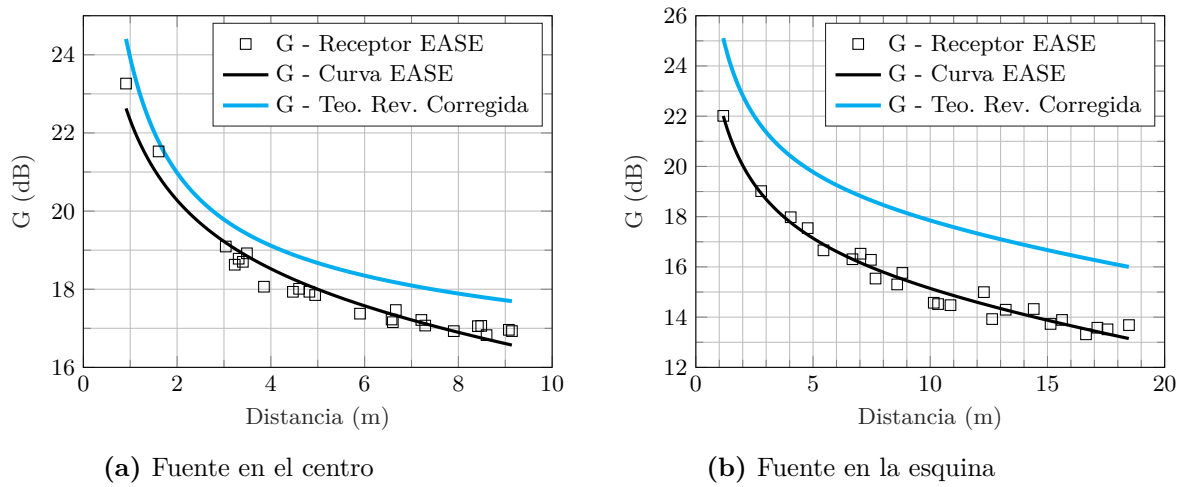 G - Receptor EASE
G - Curva EASE
G - Teo. Rev. Corregida
24
22
20
18
16
G (dB)
0 2 4 6 8 10
Distancia (m)
(a) Fuente en el centro
G - Receptor EASE
G - Curva EASE
G - Teo. Rev. Corregida
26
24
22
20
18
16
14
12
G (dB)
0 5 10 15 20
Distancia (m)
(b) Fuente en la esquina